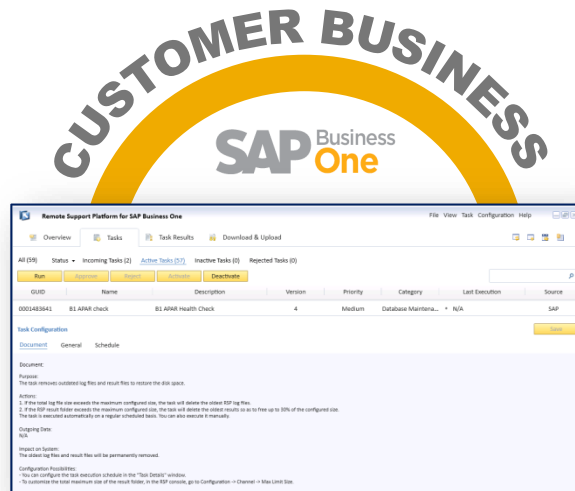 CUSTOMER BUSINESS
SAP Business One
Remote Support Platform for SAP Business One
File View Task Configuration Help
Overview Tasks Task Results Download & Upload
All (59) Status Incoming Tasks (2) Active Tasks (57) Inactive Tasks (0) Rejected Tasks (0)
Run Approve Reject Activate Deactivate
GUID Name Description Version Priority Category Last Execution Source
0001483641 B1 APAR check B1 APAR Health Check 4 Medium Database Maintena... * N/A SAP
Task Configuration Save
Document General Schedule
Document:
Purpose:
The task removes outdated log files and result files to restore the disk space.
Actions:
1. If the total log file size exceeds the maximum configured size, the task will delete the oldest RSP log files.
2. If the RSP result folder exceeds the maximum configured size, the task will delete the oldest results so as to free up to 50% of the configured size.
The task is executed automatically on a regular scheduled basis. You can also execute it manually.
Outgoing Data:
N/A
Impact on System:
The oldest log files and result files will be permanently removed.
Configuration Possibilities:
- You can configure the task execution schedule in the "Task Details" window.
- To customize the total maximum size of the result folder, in the RSP console, go to Configuration -> Channel -> Max Limit Size.